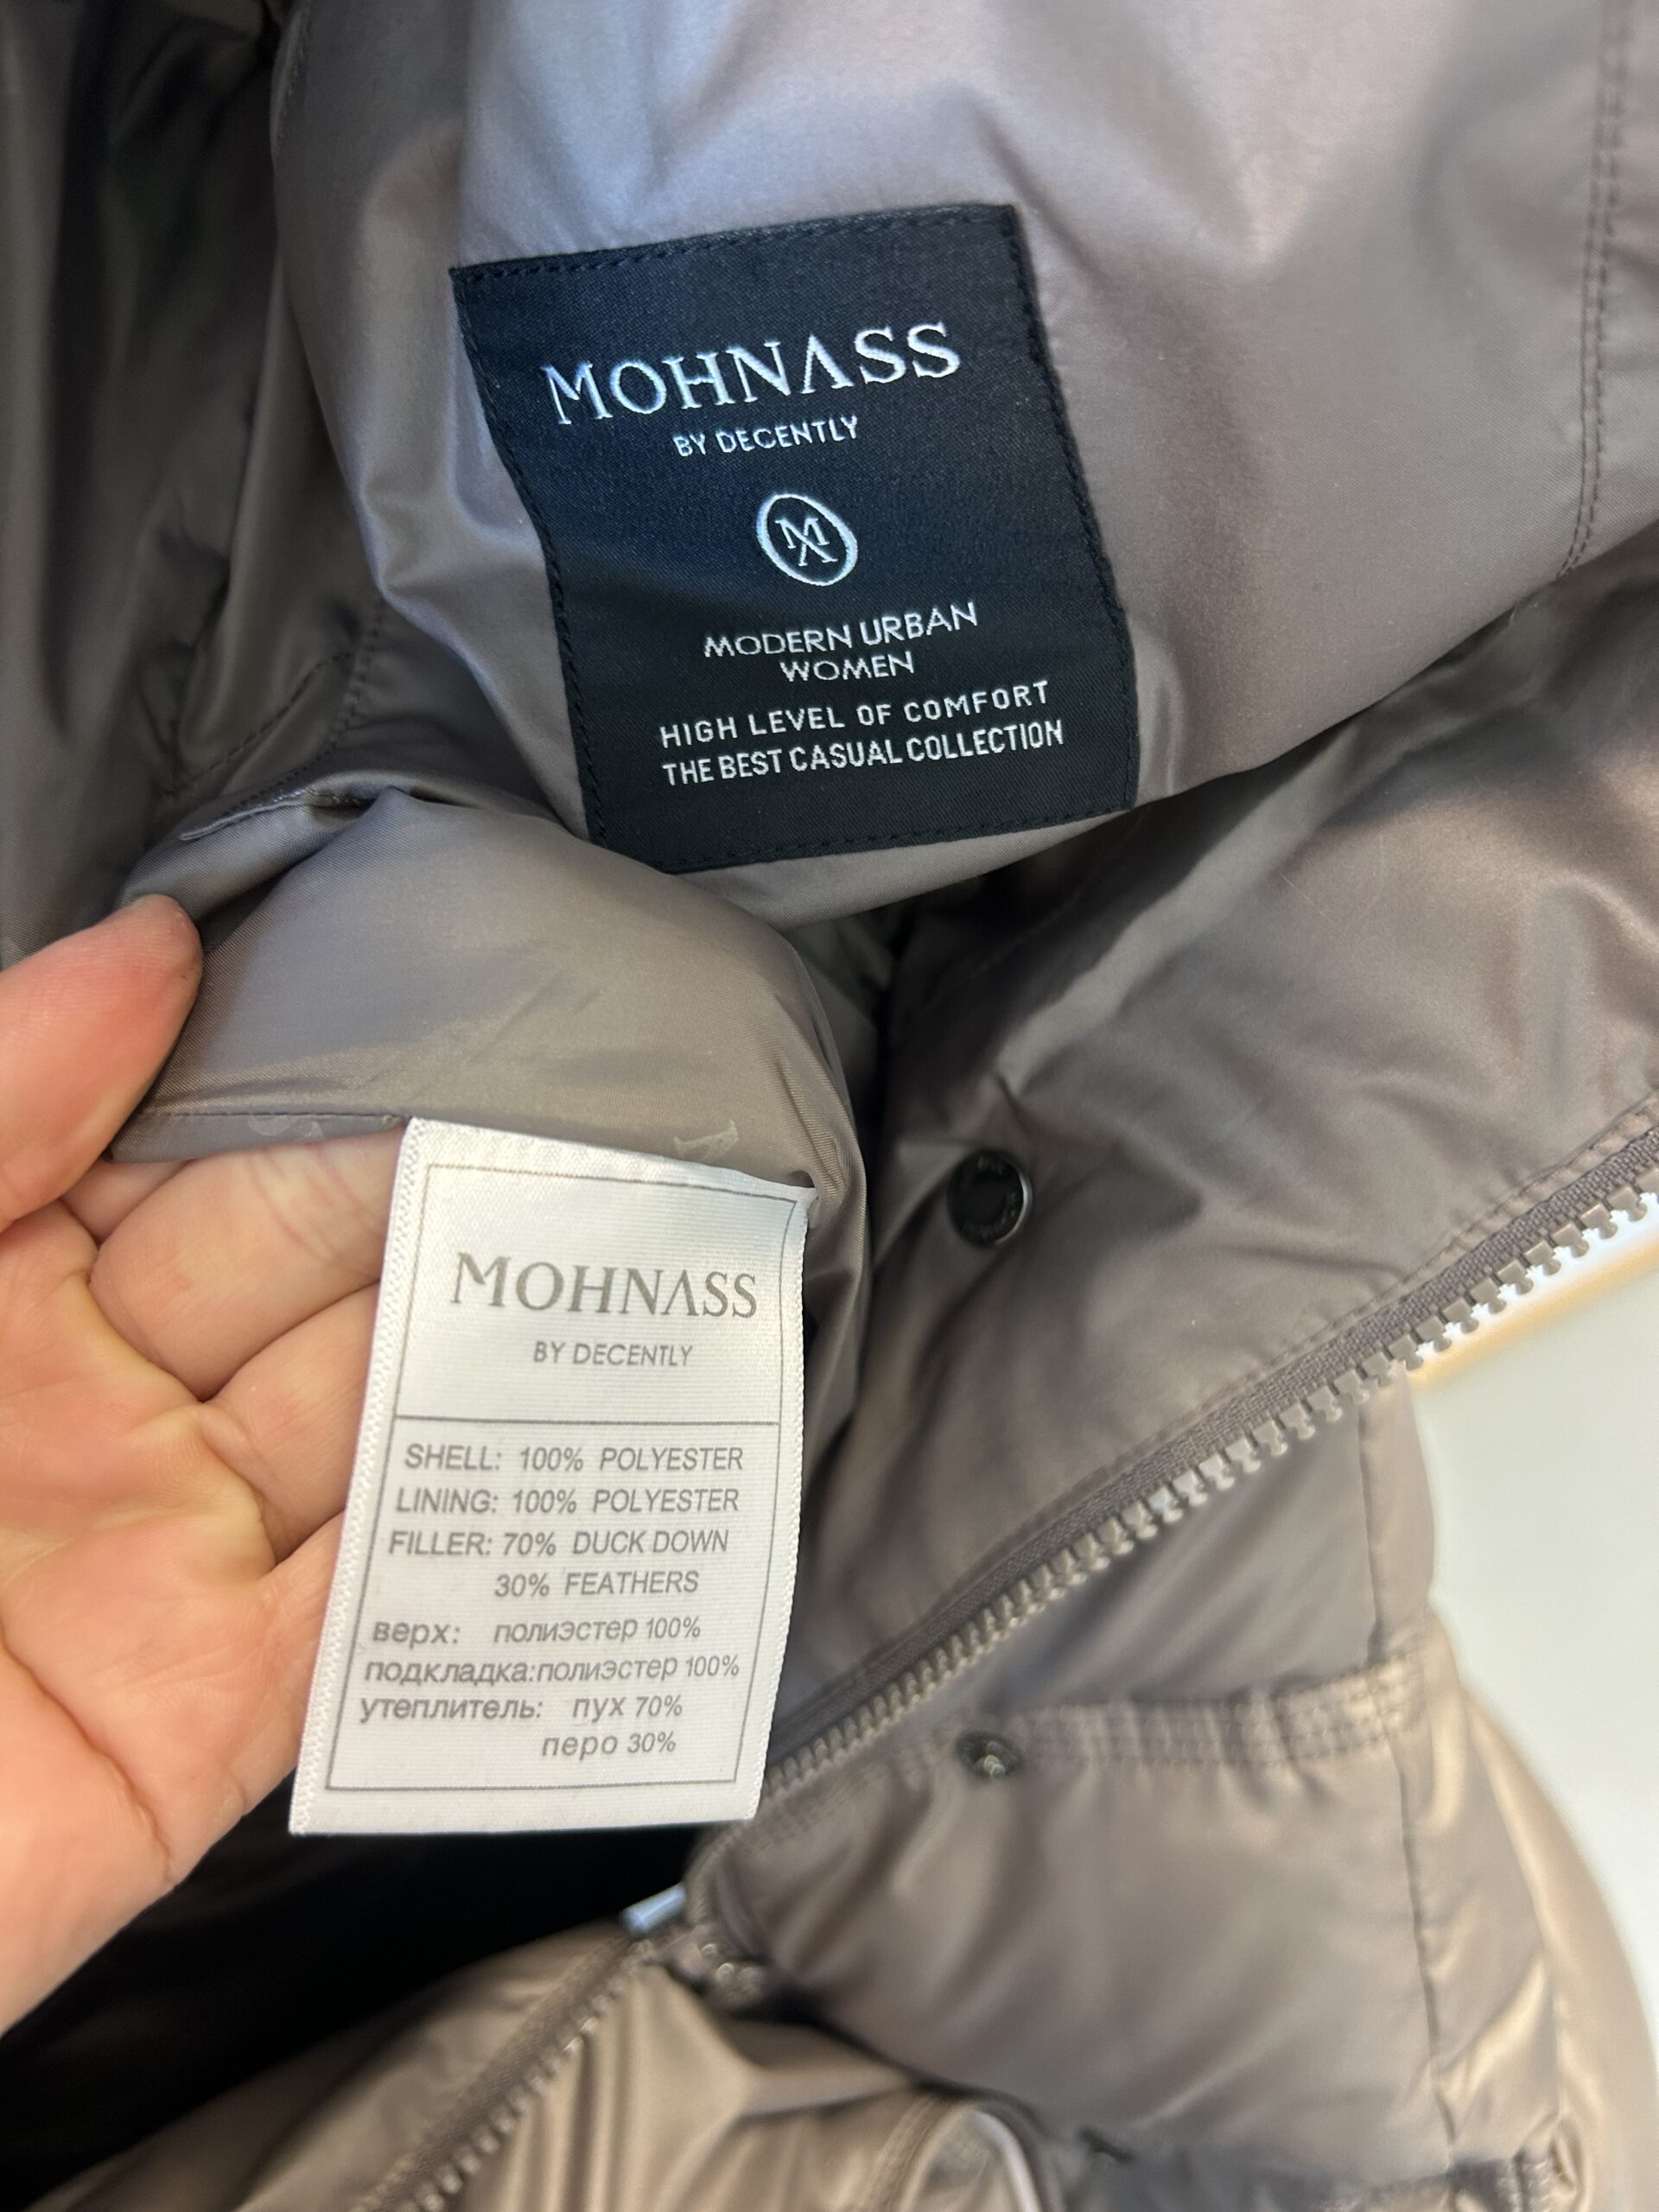 MOHNASS
BY DECENTLY
MODERN URBAN
WOMEN
HIGH LEVEL OF COMFORT
THE BEST CASUAL COLLECTION
MOHNASS
BY DECENTLY
SHELL: 100% POLYESTER
LINING: 100% POLYESTER
FILLER: 70% DUCK DOWN
30% FEATHERS
верх: полиэстер 100%
подкладка:полиэстер 100%
утеплитель: пух 70%
перо 30%